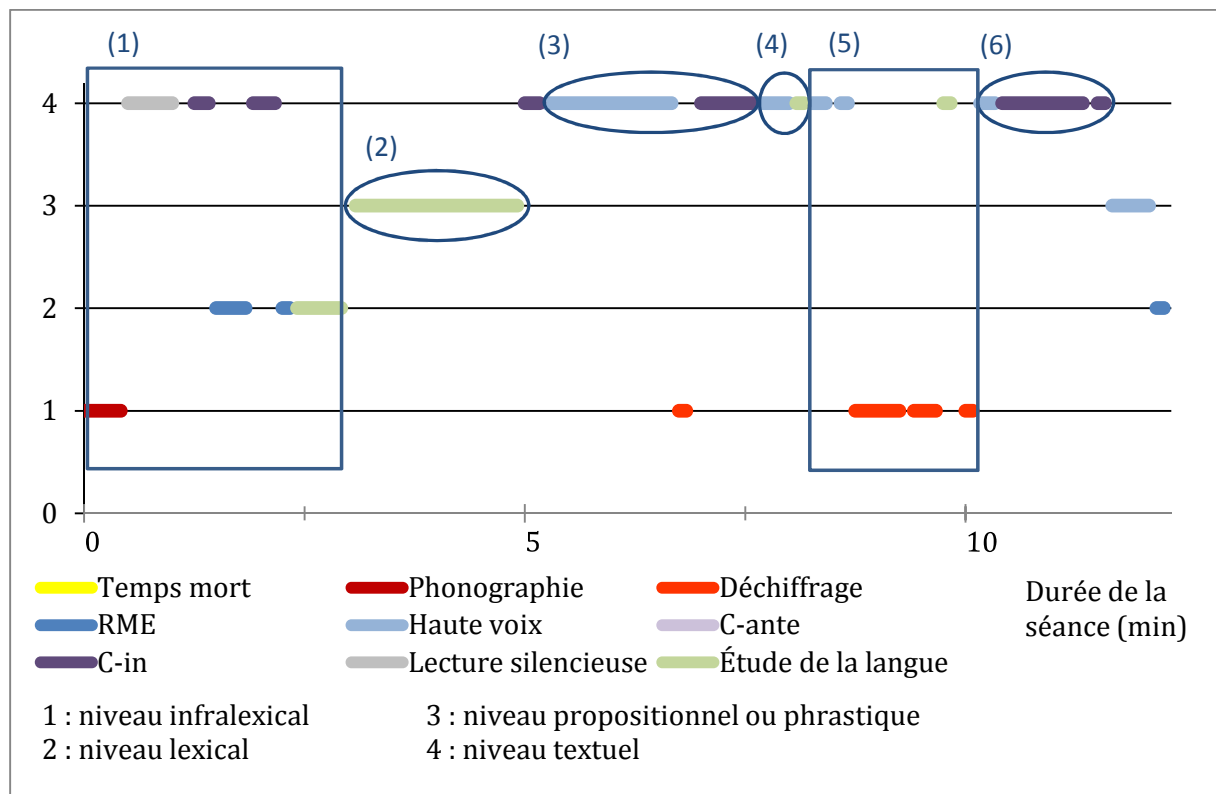 (1) (3) (4) (5) (6)
4
(2)
3
2
1
0
0 5 10
Temps mort Phonographie Déchiffrage Durée de la
RME Haute voix C-ante séance (min)
C-in Lecture silencieuse Étude de la langue
1 : niveau infralexical 3 : niveau propositionnel ou phrastique
2 : niveau lexical 4 : niveau textuel